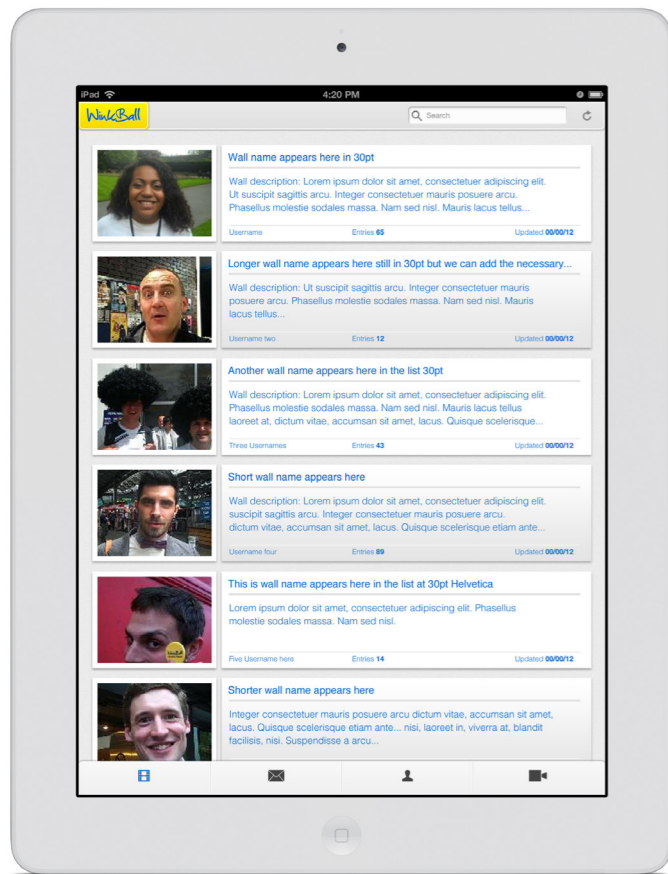 iPad 4:20 PM
WinkBall Search
Wall name appears here in 30pt
Wall description: Lorem ipsum dolor sit amet, consectetuer adipiscing elit.
Ut suscipit sagittis arcu. Integer consectetuer mauris posuere arcu.
Phasellus molestie sodales massa. Nam sed nisl. Mauris lacus tellus...
Username Entries 65 Updated 00/00/12
Longer wall name appears here still in 30pt but we can add the necessary...
Wall description: Ut suscipit sagittis arcu. Integer consectetuer mauris
posuere arcu. Phasellus molestie sodales massa. Nam sed nisl. Mauris
lacus tellus...
Username two Entries 12 Updated 00/00/12
Another wall name appears here in the list 30pt
Wall description: Lorem ipsum dolor sit amet, consectetuer adipiscing elit.
Phasellus molestie sodales massa. Nam sed nisl. Mauris lacus tellus
laoreet at, dictum vitae, accumsan sit amet, lacus. Quisque scelerisque...
Three Usernames Entries 43 Updated 00/00/12
Short wall name appears here
Wall description: Lorem ipsum dolor sit amet, consectetuer adipiscing elit.
suscipit sagittis arcu. Integer consectetuer mauris posuere arcu.
dictum vitae, accumsan sit amet, lacus. Quisque scelerisque etiam ante...
Username four Entries 89 Updated 00/00/12
This is wall name appears here in the list at 30pt Helvetica
Lorem ipsum dolor sit amet, consectetuer adipiscing elit. Phasellus
molestie sodales massa. Nam sed nisl.
WinkBall
Five Username here Entries 14 Updated 00/00/12
Shorter wall name appears here
Integer consectetuer mauris posuere arcu dictum vitae, accumsan sit amet,
lacus. Quisque scelerisque etiam ante... nisi, laoreet in, viverra at, blandit
facilisis, nisi. Suspendisse a arcu...